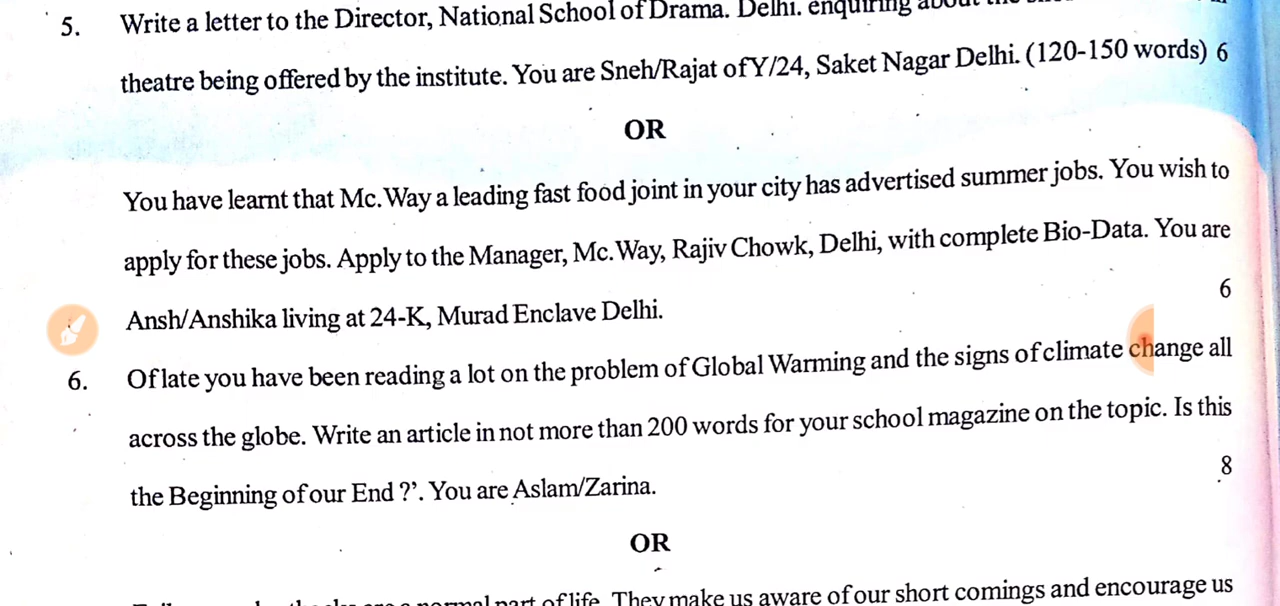 5. Write a letter to the Director, National School of Drama. Delhi. enquiring about the
theatre being offered by the institute. You are Sneh/Rajat of Y/24, Saket Nagar Delhi. (120-150 words) 6
OR
You have learnt that Mc. Way a leading fast food joint in your city has advertised summer jobs. You wish to
apply for these jobs. Apply to the Manager, Mc. Way, Rajiv Chowk, Delhi, with complete Bio-Data. You are
Ansh/Anshika living at 24-K, Murad Enclave Delhi. 6
6. Of late you have been reading a lot on the problem of Global Warming and the signs of climate change all
across the globe. Write an article in not more than 200 words for your school magazine on the topic. Is this
the Beginning of our End ?'. You are Aslam/Zarina. 8
OR
normal part of life. They make us aware of our short comings and encourage us